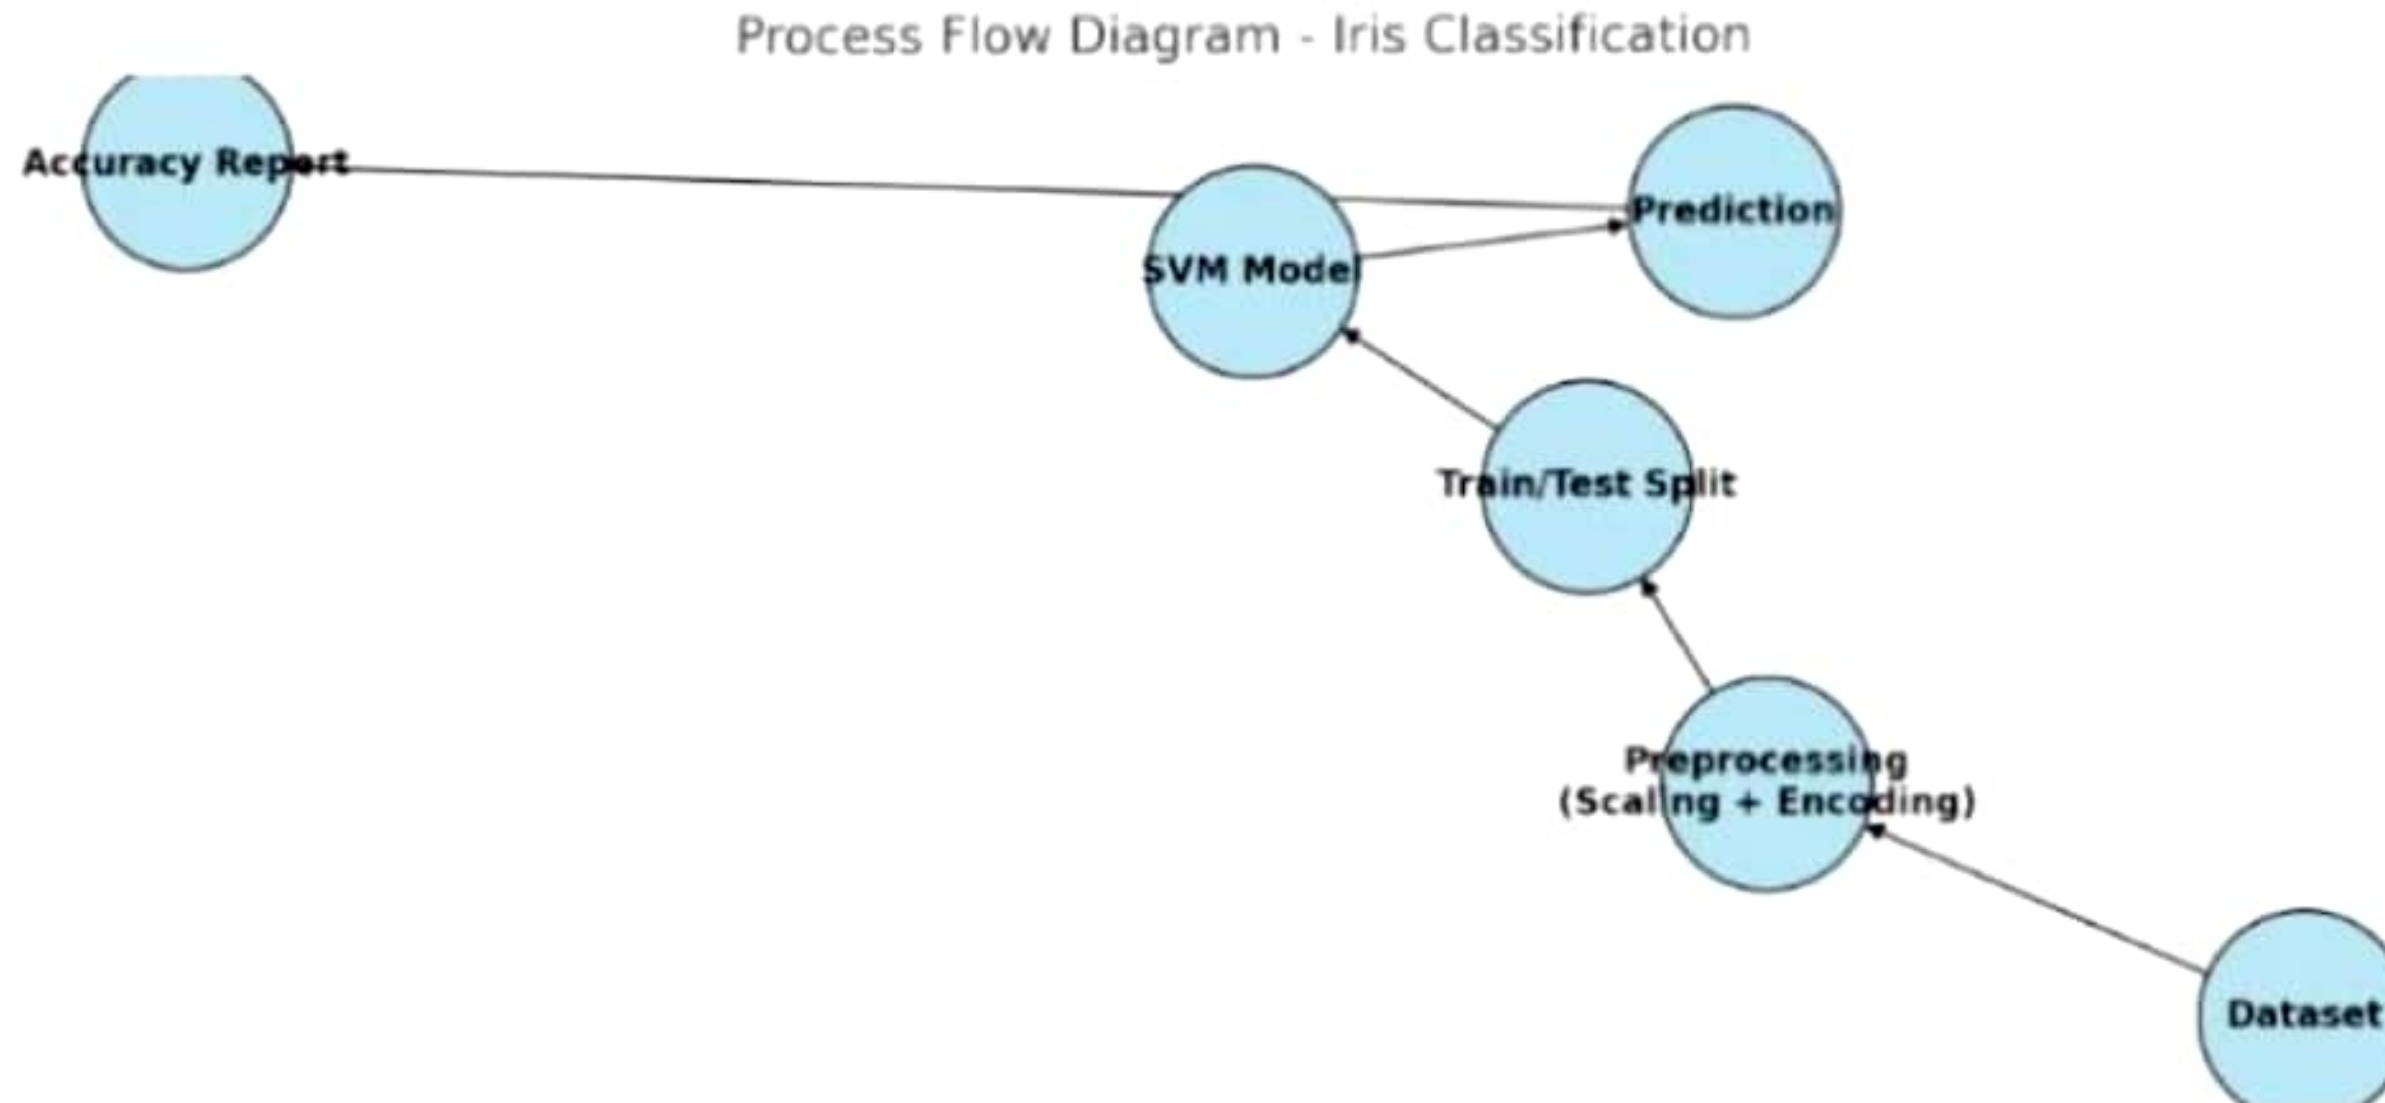 Process Flow Diagram - Iris Classification
Accuracy Report
Prediction
SVM Model
Train/Test Split
Preprocessing
(Scaling + Encoding)
Dataset